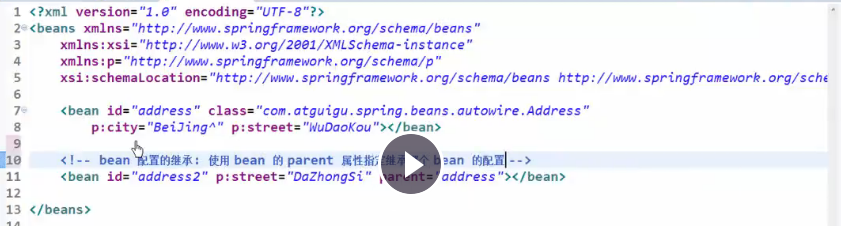 1 <?xml version="1.0" encoding="UTF-8"?>
2 <beans xmlns="http://www.springframework.org/schema/beans"
3 xmlns:xsi="http://www.w3.org/2001/XMLSchema-instance"
4 xmlns:p="http://www.springframework.org/schema/p"
5 xsi:schemaLocation="http://www.springframework.org/schema/beans http://www.springframework.org/sche
6
7 <bean id="address" class="com.atguigu.spring.beans.autowire.Address"
8 p:city="BeiJing^" p:street="WuDaoKou"></bean>
9
10 <!-- bean 配置的继承: 使用 bean 的 parent 属性指定继承 个 bean 的配置 -->
11 <bean id="address2" p:street="DaZhongSi" parent="address"></bean>
12
13 </beans>
14